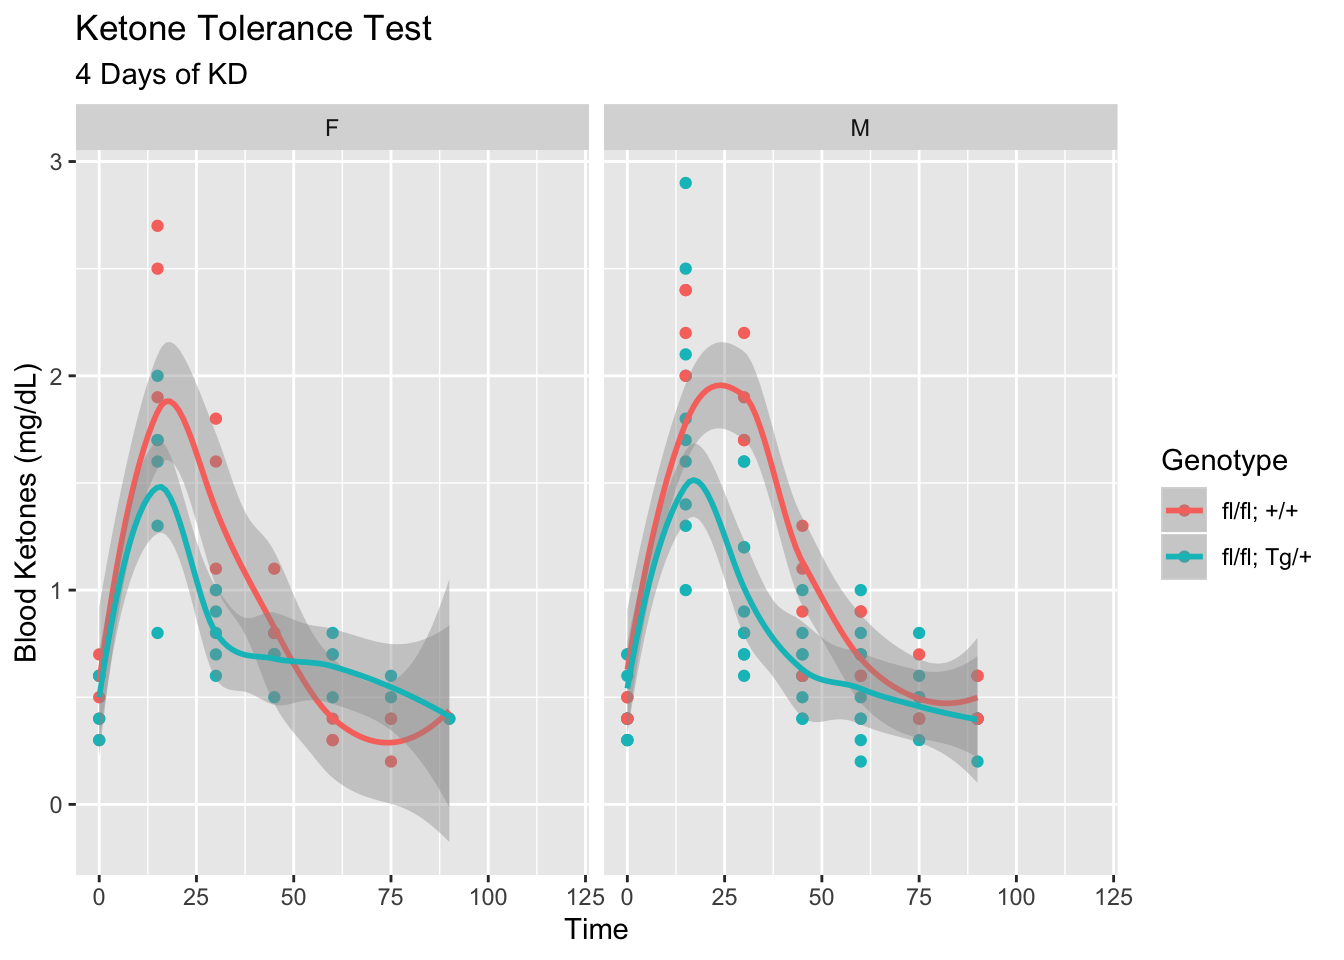 Ketone Tolerance Test
4 Days of KD
F
M
Blood Ketones (mg/dL)
3
2
1
0
0
25
50
75
100
125
0
25
50
75
100
125
Time
Genotype
fl/fl; +/+
fl/fl; Tg/+